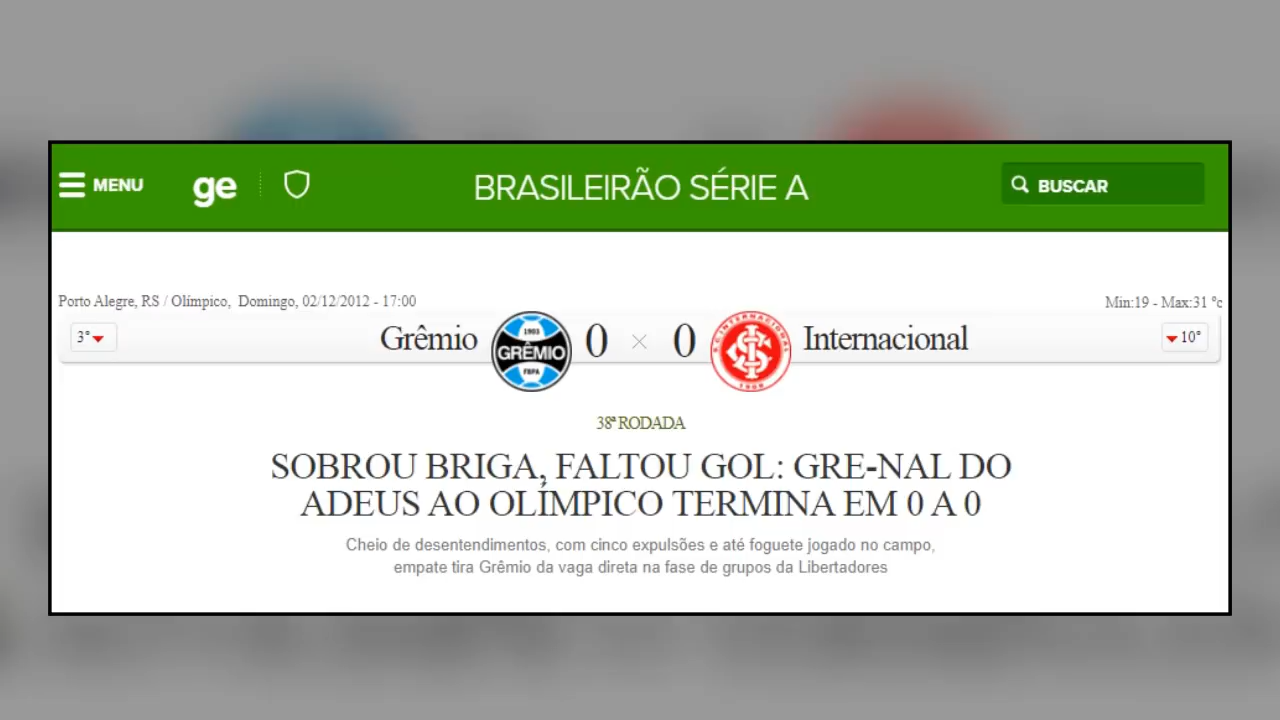 MENU ge BRASILEIRÃO SÉRIE A BUSCAR
Porto Alegre, RS / Olímpico, Domingo, 02/12/2012 - 17:00 Min:19 - Max:31 ºc
3° Grêmio 1903 GRÊMIO FBPA 0 × 0 S.C. INTERNACIONAL 1909 Internacional 10°
38ª RODADA
SOBROU BRIGA, FALTOU GOL: GRE-NAL DO
ADEUS AO OLÍMPICO TERMINA EM 0 A 0
Cheio de desentendimentos, com cinco expulsões e até foguete jogado no campo,
empate tira Grêmio da vaga direta na fase de grupos da Libertadores